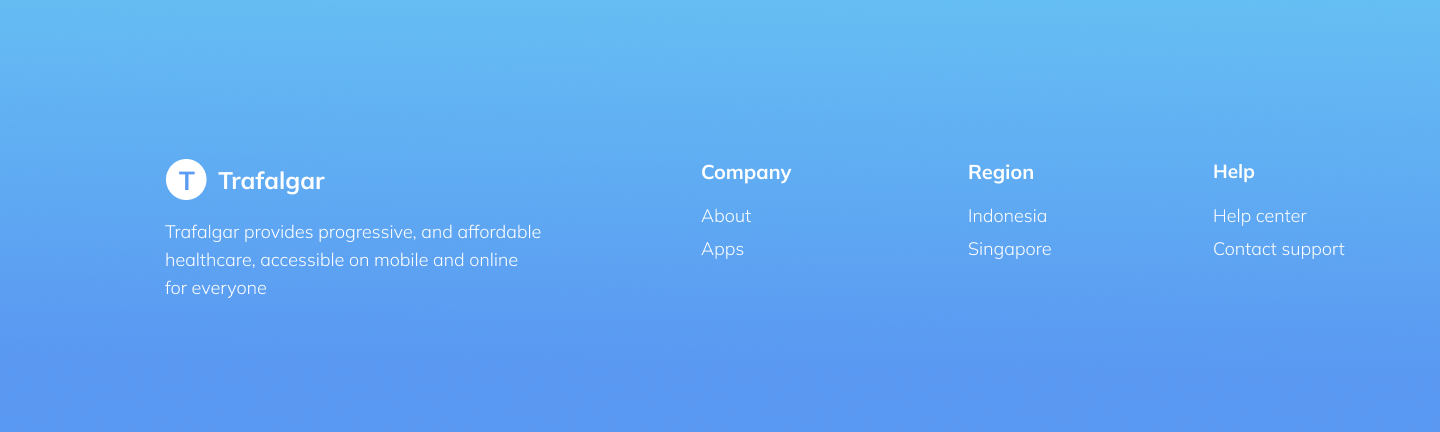 T Trafalgar
Trafalgar provides progressive, and affordable
healthcare, accessible on mobile and online
for everyone
Company
About
Apps
Region
Indonesia
Singapore
Help
Help center
Contact support